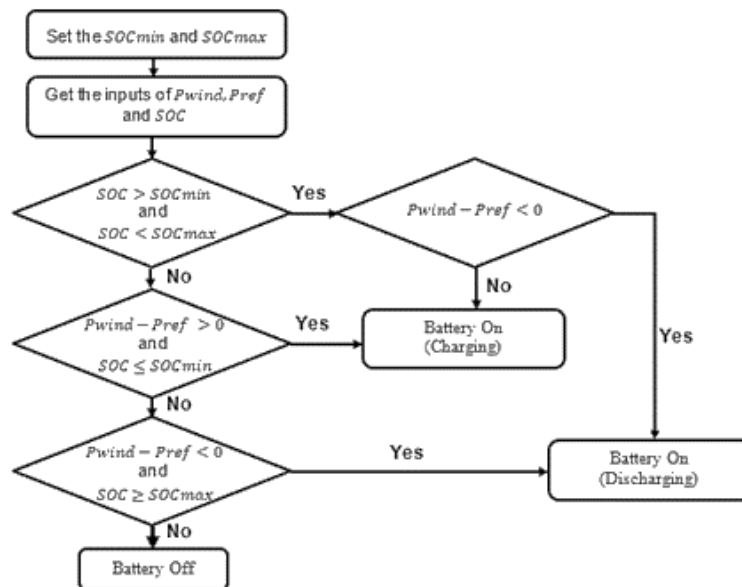 Set the SOCmin and SOCmax
Get the inputs of Pwind, Pref
and SOC
SOC > SOCmin
and
SOC < SOCmax
Yes
Pwind − Pref < 0
No
No
Pwind − Pref > 0
and
SOC ≤ SOCmin
Yes
Battery On
(Charging)
Yes
No
Pwind − Pref < 0
and
SOC ≥ SOCmax
Yes
Battery On
(Discharging)
No
Battery Off